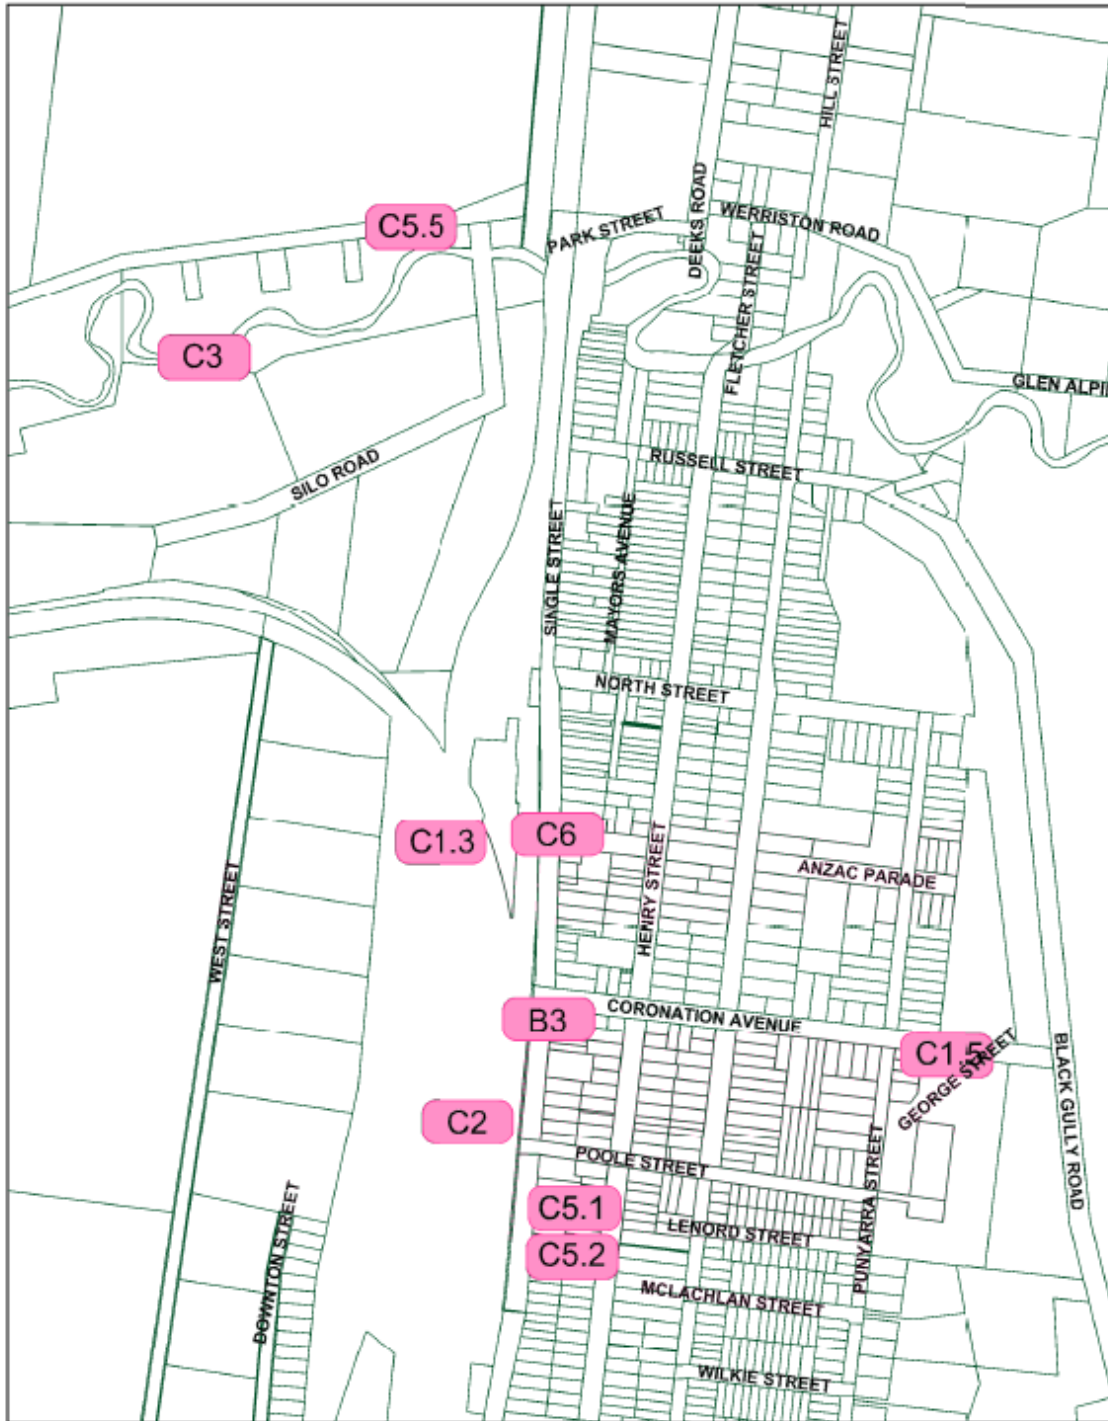 HILL STREET
C5.5
PARK STREET
DEEKS ROAD
WERRISTON ROAD
FLETCHER STREET
C3
GLEN ALPI
SILO ROAD
RUSSELL STREET
SINGLE STREET
MAYORS AVENUE
NORTH STREET
C1.3
C6
HENRY STREET
ANZAC PARADE
WEST STREET
B3
CORONATION AVENUE
C1.5
GEORGE STREET
BLACK GULLY ROAD
C2
POOLE STREET
PUNYARRA STREET
C5.1
LENORD STREET
C5.2
DOWNTON STREET
MCLACHLAN STREET
WILKIE STREET